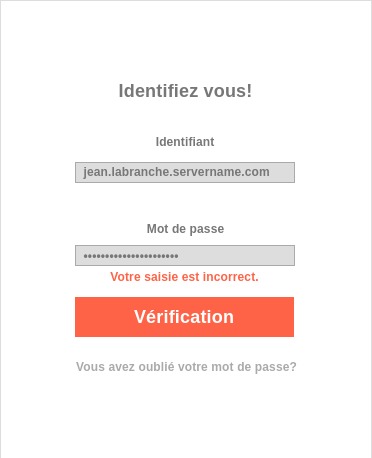 Identifiez vous!
Identifiant
jean.labranche.servername.com
Mot de passe
••••••••••••••••••••••
Votre saisie est incorrect.
Vérification
Vous avez oublié votre mot de passe?